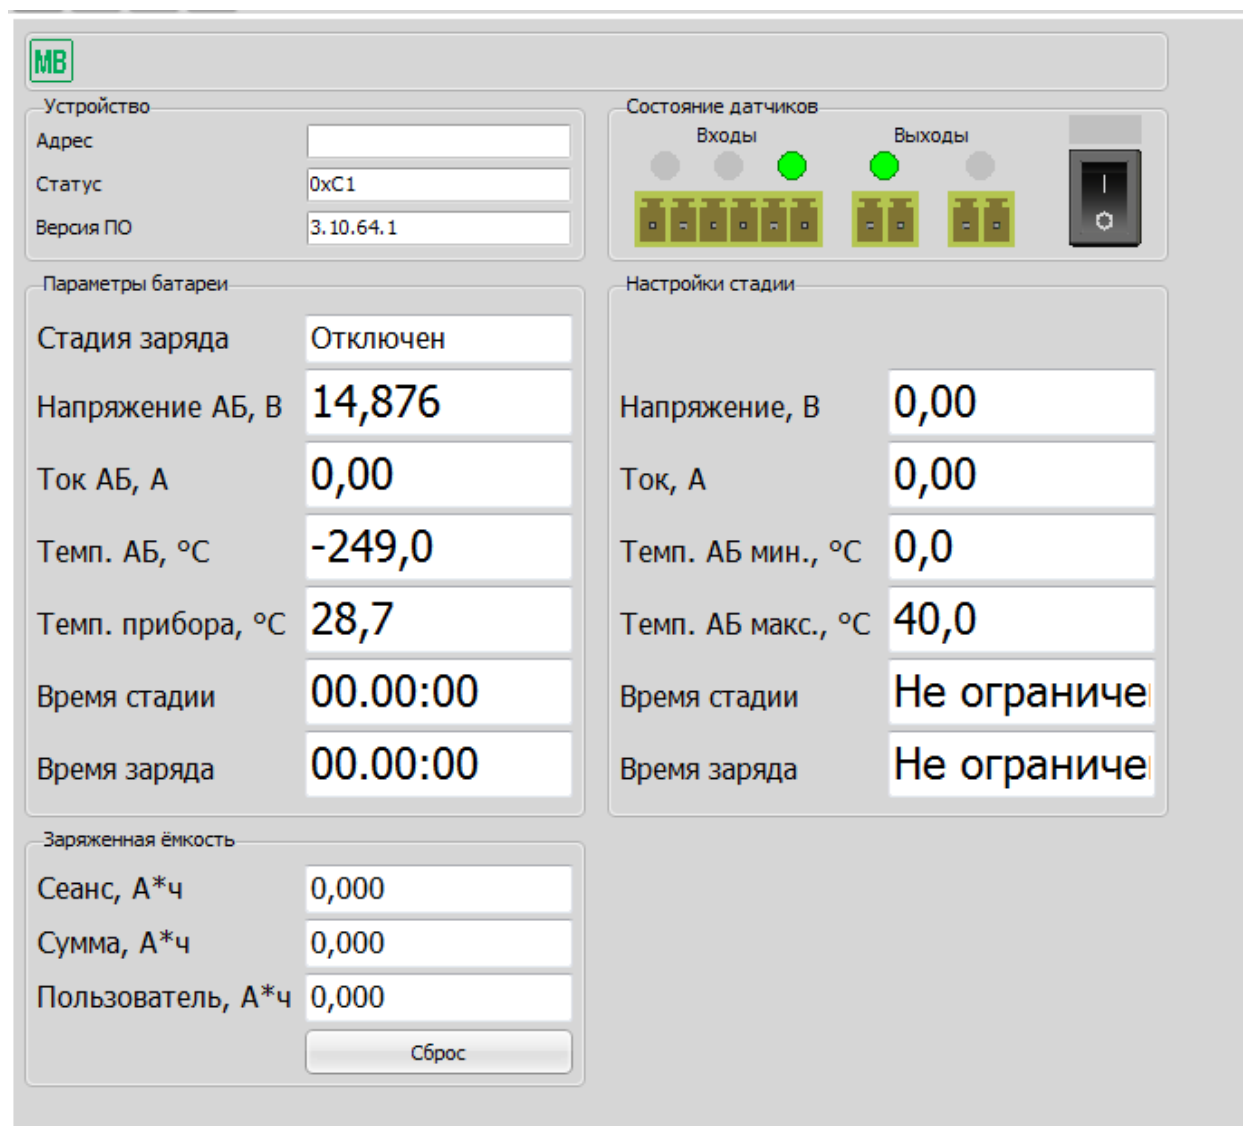 MB
Устройство
Адрес
Статус 0xC1
Версия ПО 3.10.64.1
Состояние датчиков
Входы Выходы
Параметры батареи
Стадия заряда Отключен
Напряжение АБ, В 14,876
Ток АБ, А 0,00
Темп. АБ, °C -249,0
Темп. прибора, °C 28,7
Время стадии 00.00:00
Время заряда 00.00:00
Настройки стадии
Напряжение, В 0,00
Ток, А 0,00
Темп. АБ мин., °C 0,0
Темп. АБ макс., °C 40,0
Время стадии Не ограниче
Время заряда Не ограниче
Заряженная ёмкость
Сеанс, А*ч 0,000
Сумма, А*ч 0,000
Пользователь, А*ч 0,000
Сброс